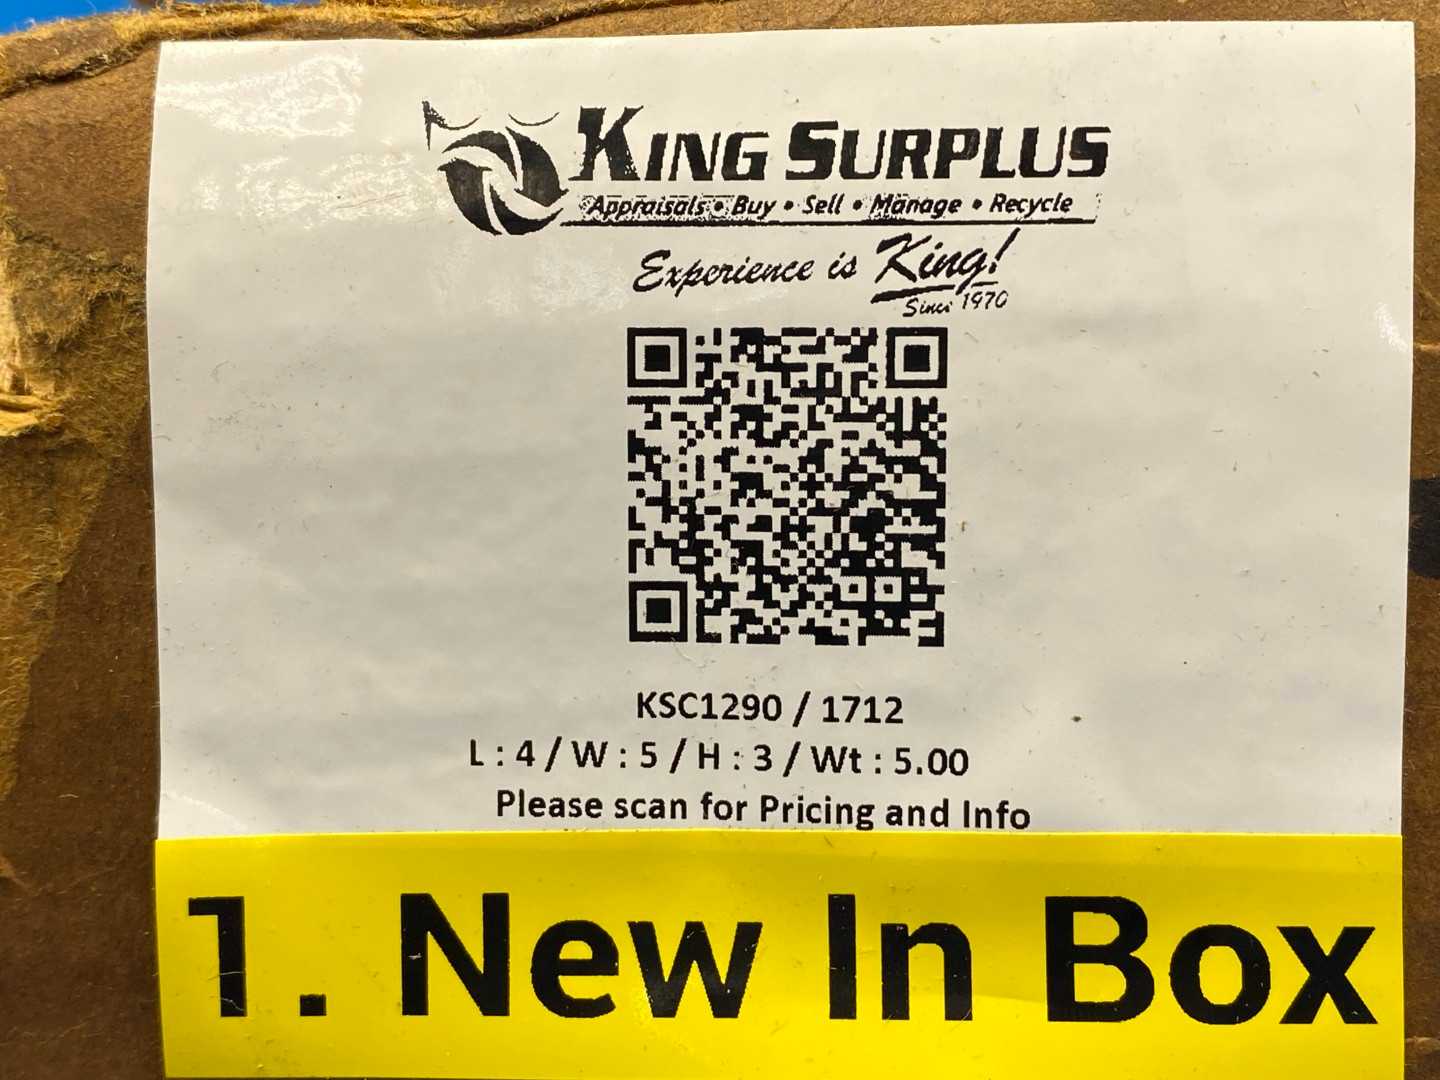 KING SURPLUS
Appraisals • Buy • Sell • Manage • Recycle
Experience is King!
Since 1970
KSC1290 / 1712
L : 4 / W : 5 / H : 3 / Wt : 5.00
Please scan for Pricing and Info
1. New In Box